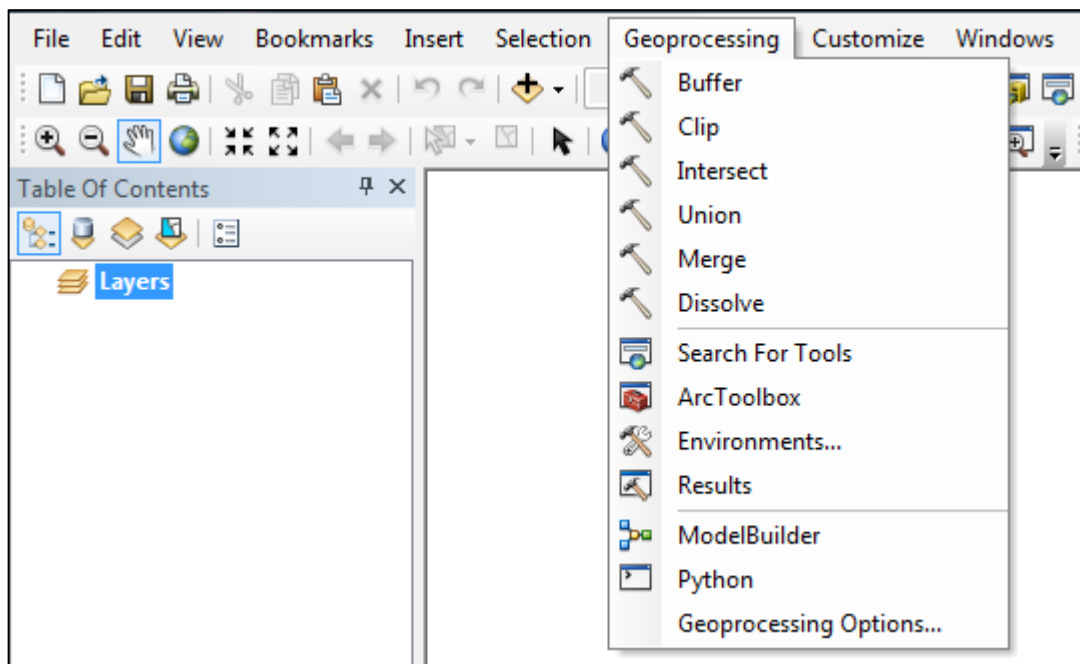 File Edit View Bookmarks Insert Selection Geoprocessing Customize Windows
Buffer
Clip
Intersect
Union
Merge
Dissolve
Search For Tools
ArcToolbox
Environments...
Results
ModelBuilder
Python
Geoprocessing Options...
Table Of Contents
Layers